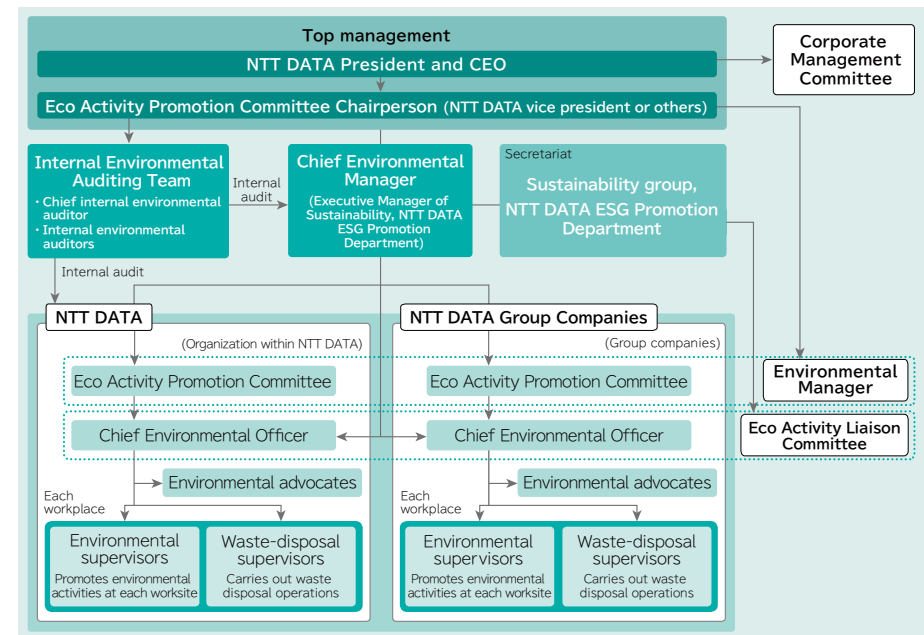 Top management
NTT DATA President and CEO
Corporate
Management
Committee
Eco Activity Promotion Committee Chairperson (NTT DATA vice president or others)
Internal Environmental
Auditing Team
・Chief internal environmental
auditor
・Internal environmental
auditors
Internal
audit
Chief Environmental
Manager
(Executive Manager of
Sustainability, NTT DATA
ESG Promotion
Department)
Secretariat
Sustainability group,
NTT DATA ESG Promotion
Department
Internal audit
NTT DATA
(Organization within NTT DATA)
Eco Activity Promotion Committee
Chief Environmental Officer
Environmental advocates
Each
workplace
Environmental
supervisors
Promotes environmental
activities at each worksite
Waste-disposal
supervisors
Carries out waste
disposal operations
NTT DATA Group Companies
(Group companies)
Eco Activity Promotion Committee
Chief Environmental Officer
Environmental advocates
Each
workplace
Environmental
supervisors
Promotes environmental
activities at each worksite
Waste-disposal
supervisors
Carries out waste
disposal operations
Environmental
Manager
Eco Activity Liaison
Committee